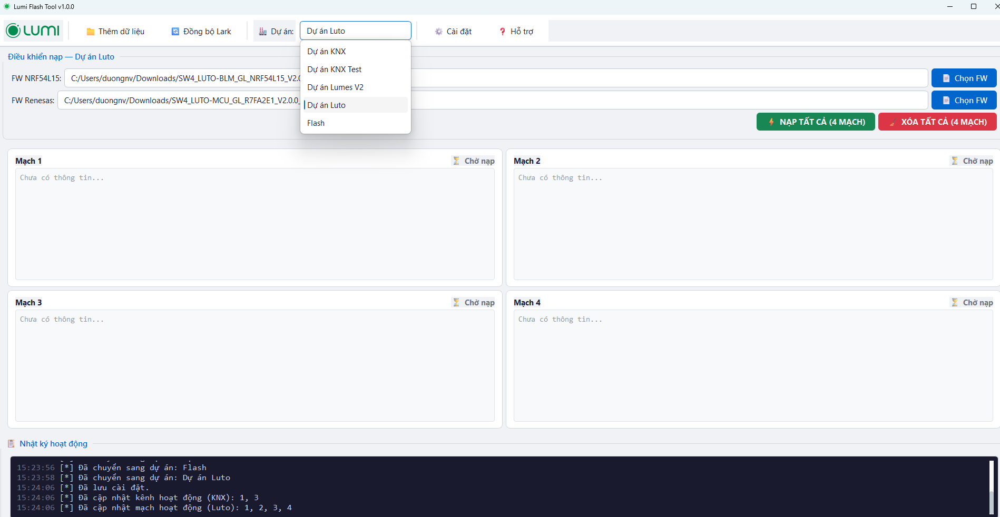 Lumi Flash Tool v1.0.0
LUMI
Thêm dữ liệu
Đồng bộ Lark
Dự án:
Dự án Luto
Cài đặt
Hỗ trợ
Dự án KNX
Dự án KNX Test
Dự án Lumes V2
Dự án Luto
Flash
Điều khiển nạp — Dự án Luto
FW NRF54L15: C:/Users/duongnv/Downloads/SW4_LUTO-BLM_GL_NRF54L15_V2.0
Chọn FW
FW Renesas: C:/Users/duongnv/Downloads/SW4_LUTO-MCU_GL_R7FA2E1_V2.0.0_
Chọn FW
NẠP TẤT CẢ (4 MẠCH)
XÓA TẤT CẢ (4 MẠCH)
Mạch 1
Chờ nạp
Chưa có thông tin...
Mạch 2
Chờ nạp
Chưa có thông tin...
Mạch 3
Chờ nạp
Chưa có thông tin...
Mạch 4
Chờ nạp
Chưa có thông tin...
Nhật ký hoạt động
15:23:56 [*] Đã chuyển sang dự án: Flash
15:23:58 [*] Đã chuyển sang dự án: Dự án Luto
15:24:06 [*] Đã lưu cài đặt.
15:24:06 [*] Đã cập nhật kênh hoạt động (KNX): 1, 3
15:24:06 [*] Đã cập nhật mạch hoạt động (Luto): 1, 2, 3, 4